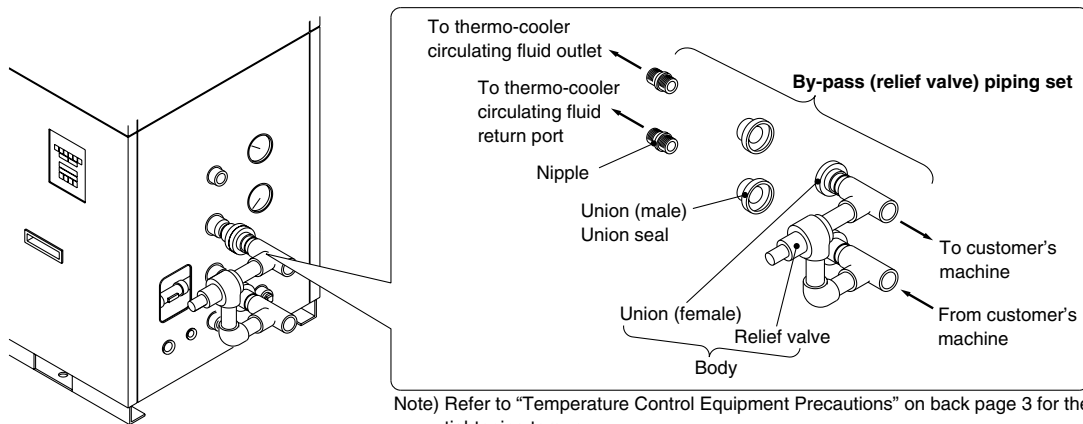 To thermo-cooler
circulating fluid outlet
By-pass (relief valve) piping set
To thermo-cooler
circulating fluid
return port
Nipple
Union (male)
Union seal
To customer's
machine
Union (female)
Relief valve
From customer's
machine
Body
Note) Refer to “Temperature Control Equipment Precautions” on back page 3 for the